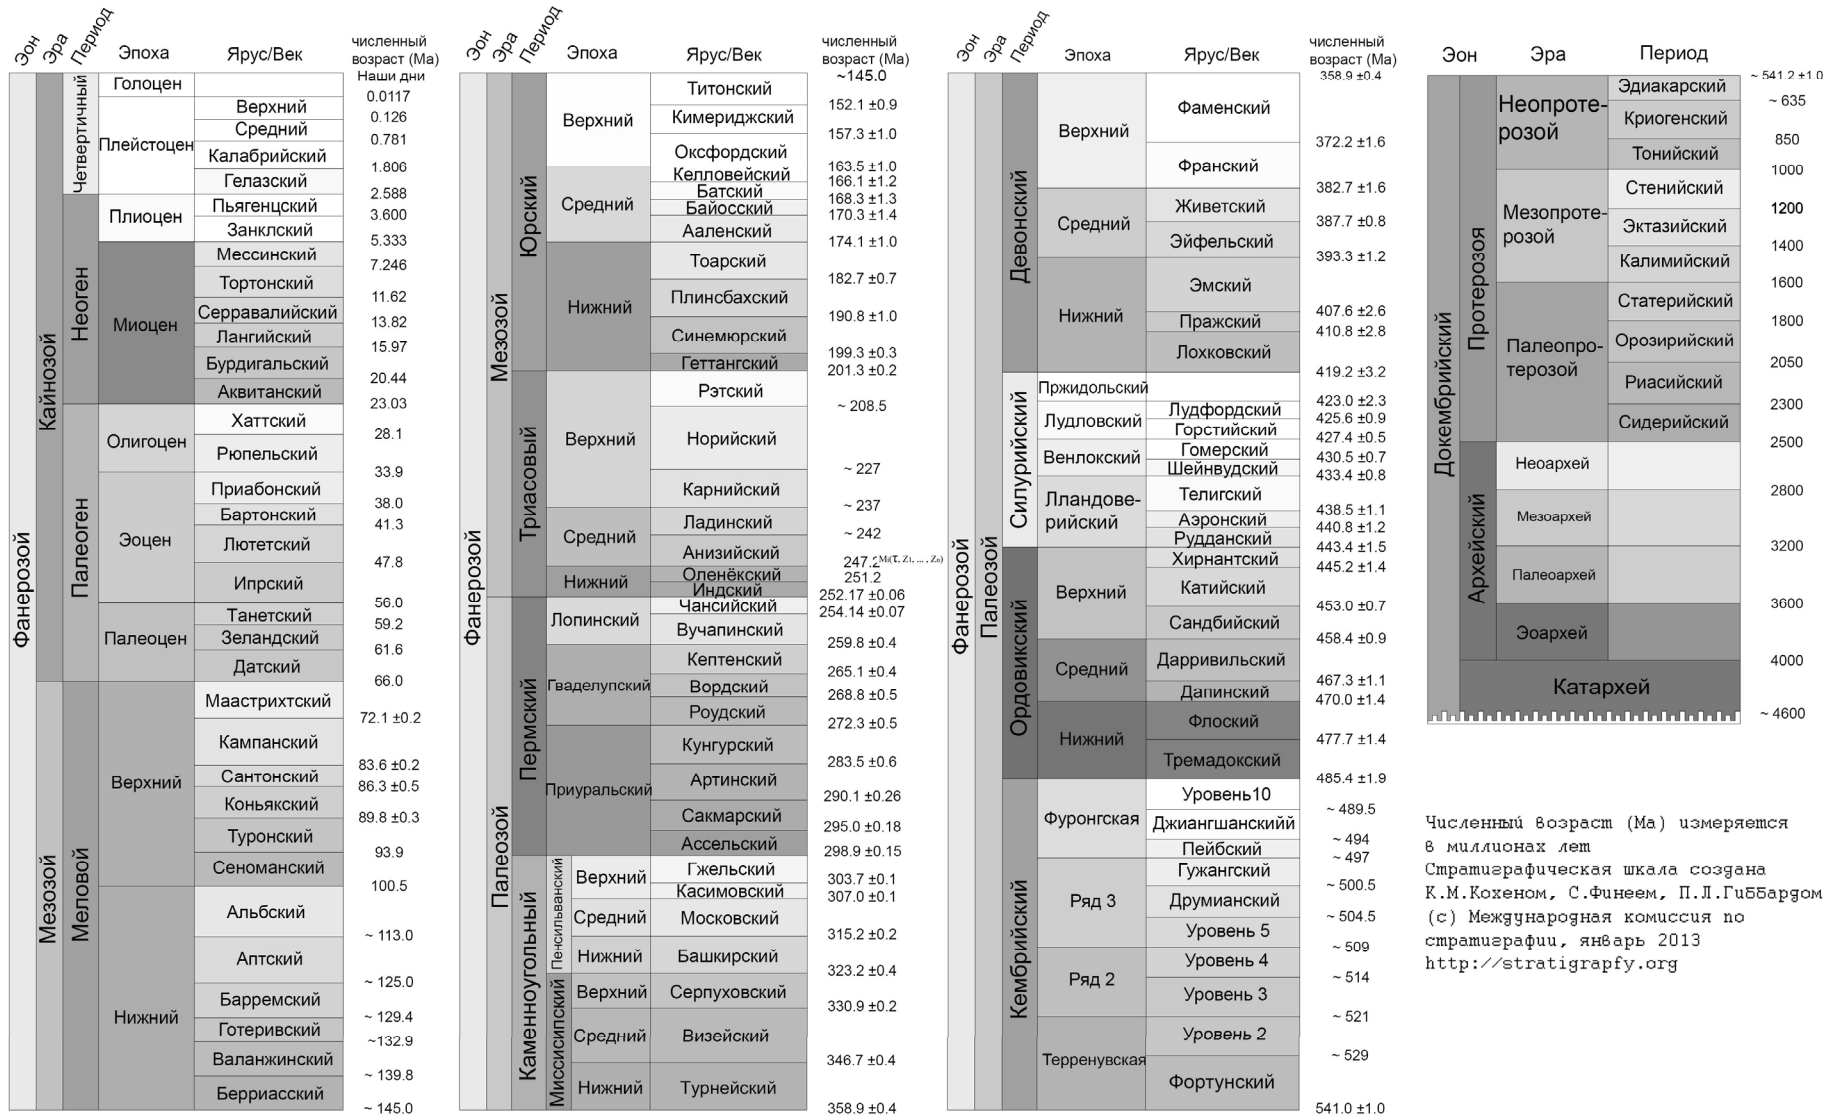 Эон
Эра
Период
Эпоха
Ярус/Век
численный
возраст (Ma)
Наши дни
Фанерозой
Кайнозой
Четвертичный
Голоцен
0.0117
Плейстоцен
Верхний
0.126
Средний
0.781
Калабрийский
1.806
Гелазский
2.588
Неоген
Плиоцен
Пьягенцский
3.600
Занклский
5.333
Миоцен
Мессинский
7.246
Тортонский
11.62
Серравалийский
13.82
Лангийский
15.97
Бурдигальский
20.44
Аквитанский
23.03
Палеоген
Олигоцен
Хаттский
28.1
Рюпельский
33.9
Эоцен
Приабонский
38.0
Бартонский
41.3
Лютетский
47.8
Ипрский
56.0
Палеоцен
Танетский
59.2
Зеландский
61.6
Датский
66.0
Мезозой
Меловой
Верхний
Маастрихтский
72.1 ±0.2
Кампанский
83.6 ±0.2
Сантонский
86.3 ±0.5
Коньякский
89.8 ±0.3
Туронский
93.9
Сеноманский
100.5
Нижний
Альбский
~ 113.0
Аптский
~ 125.0
Барремский
~ 129.4
Готеривский
~132.9
Валанжинский
~ 139.8
Берриасский
~ 145.0
Эон
Эра
Период
Эпоха
Ярус/Век
численный
возраст (Ma)
~145.0
Фанерозой
Мезозой
Юрский
Верхний
Титонский
152.1 ±0.9
Кимериджский
157.3 ±1.0
Оксфордский
163.5 ±1.0
Средний
Келловейский
166.1 ±1.2
Батский
168.3 ±1.3
Байосский
170.3 ±1.4
Ааленский
174.1 ±1.0
Нижний
Тоарский
182.7 ±0.7
Плинсбахский
190.8 ±1.0
Синемюрский
199.3 ±0.3
Геттангский
201.3 ±0.2
Триасовый
Верхний
Рэтский
~ 208.5
Норийский
~ 227
Карнийский
~ 237
Средний
Ладинский
~ 242
Анизийский
247.2
Ma(τ, Z1, ... , Zn)
Нижний
Оленёкский
251.2
Индский
252.17 ±0.06
Палеозой
Пермский
Лопинский
Чансийский
254.14 ±0.07
Вучапинский
259.8 ±0.4
Гваделупский
Кептенский
265.1 ±0.4
Вордский
268.8 ±0.5
Роудский
272.3 ±0.5
Приуральский
Кунгурский
283.5 ±0.6
Артинский
290.1 ±0.26
Сакмарский
295.0 ±0.18
Ассельский
298.9 ±0.15
Каменноугольный
Пенсильванский
Верхний
Гжельский
303.7 ±0.1
Касимовский
307.0 ±0.1
Средний
Московский
315.2 ±0.2
Нижний
Башкирский
323.2 ±0.4
Миссисипский
Верхний
Серпуховский
330.9 ±0.2
Средний
Визейский
346.7 ±0.4
Нижний
Турнейский
358.9 ±0.4
Эон
Эра
Период
Эпоха
Ярус/Век
численный
возраст (Ma)
358.9 ±0.4
Фанерозой
Палеозой
Девонский
Верхний
Фаменский
372.2 ±1.6
Франский
382.7 ±1.6
Средний
Живетский
387.7 ±0.8
Эйфельский
393.3 ±1.2
Нижний
Эмский
407.6 ±2.6
Пражский
410.8 ±2.8
Лохковский
419.2 ±3.2
Силурийский
Пржидольский
423.0 ±2.3
Лудловский
Лудфордский
425.6 ±0.9
Горстийский
427.4 ±0.5
Венлокский
Гомерский
430.5 ±0.7
Шейнвудский
433.4 ±0.8
Лландове-
рийский
Телигский
438.5 ±1.1
Аэронский
440.8 ±1.2
Рудданский
443.4 ±1.5
Ордовикский
Верхний
Хирнантский
445.2 ±1.4
Катийский
453.0 ±0.7
Сандбийский
458.4 ±0.9
Средний
Дарривильский
467.3 ±1.1
Дапинский
470.0 ±1.4
Нижний
Флоский
477.7 ±1.4
Тремадокский
485.4 ±1.9
Кембрийский
Фуронгская
Уровень10
~ 489.5
Джиангшанскийй
~ 494
Пейбский
~ 497
Ряд 3
Гужангский
~ 500.5
Друмианский
~ 504.5
Уровень 5
~ 509
Ряд 2
Уровень 4
~ 514
Уровень 3
~ 521
Терренувская
Уровень 2
~ 529
Фортунский
541.0 ±1.0
Эон
Эра
Период
~ 541.2 ±1.0
Докембрийский
Протерозоя
Неопроте-
розой
Эдиакарский
~ 635
Криогенский
850
Тонийский
1000
Мезопроте-
розой
Стенийский
1200
Эктазийский
1400
Калимийский
1600
Палеопро-
терозой
Статерийский
1800
Орозирийский
2050
Риасийский
2300
Сидерийский
2500
Архейский
Неоархей
2800
Мезоархей
3200
Палеоархей
3600
Эоархей
4000
Катархей
~ 4600
Численный возраст (Ма) измеряется
в миллионах лет
Стратиграфическая шкала создана
К.М.Кохеном, С.Финеем, П.Л.Гиббардом
(c) Международная комиссия по
стратиграфии, январь 2013
http://stratigrapfy.org